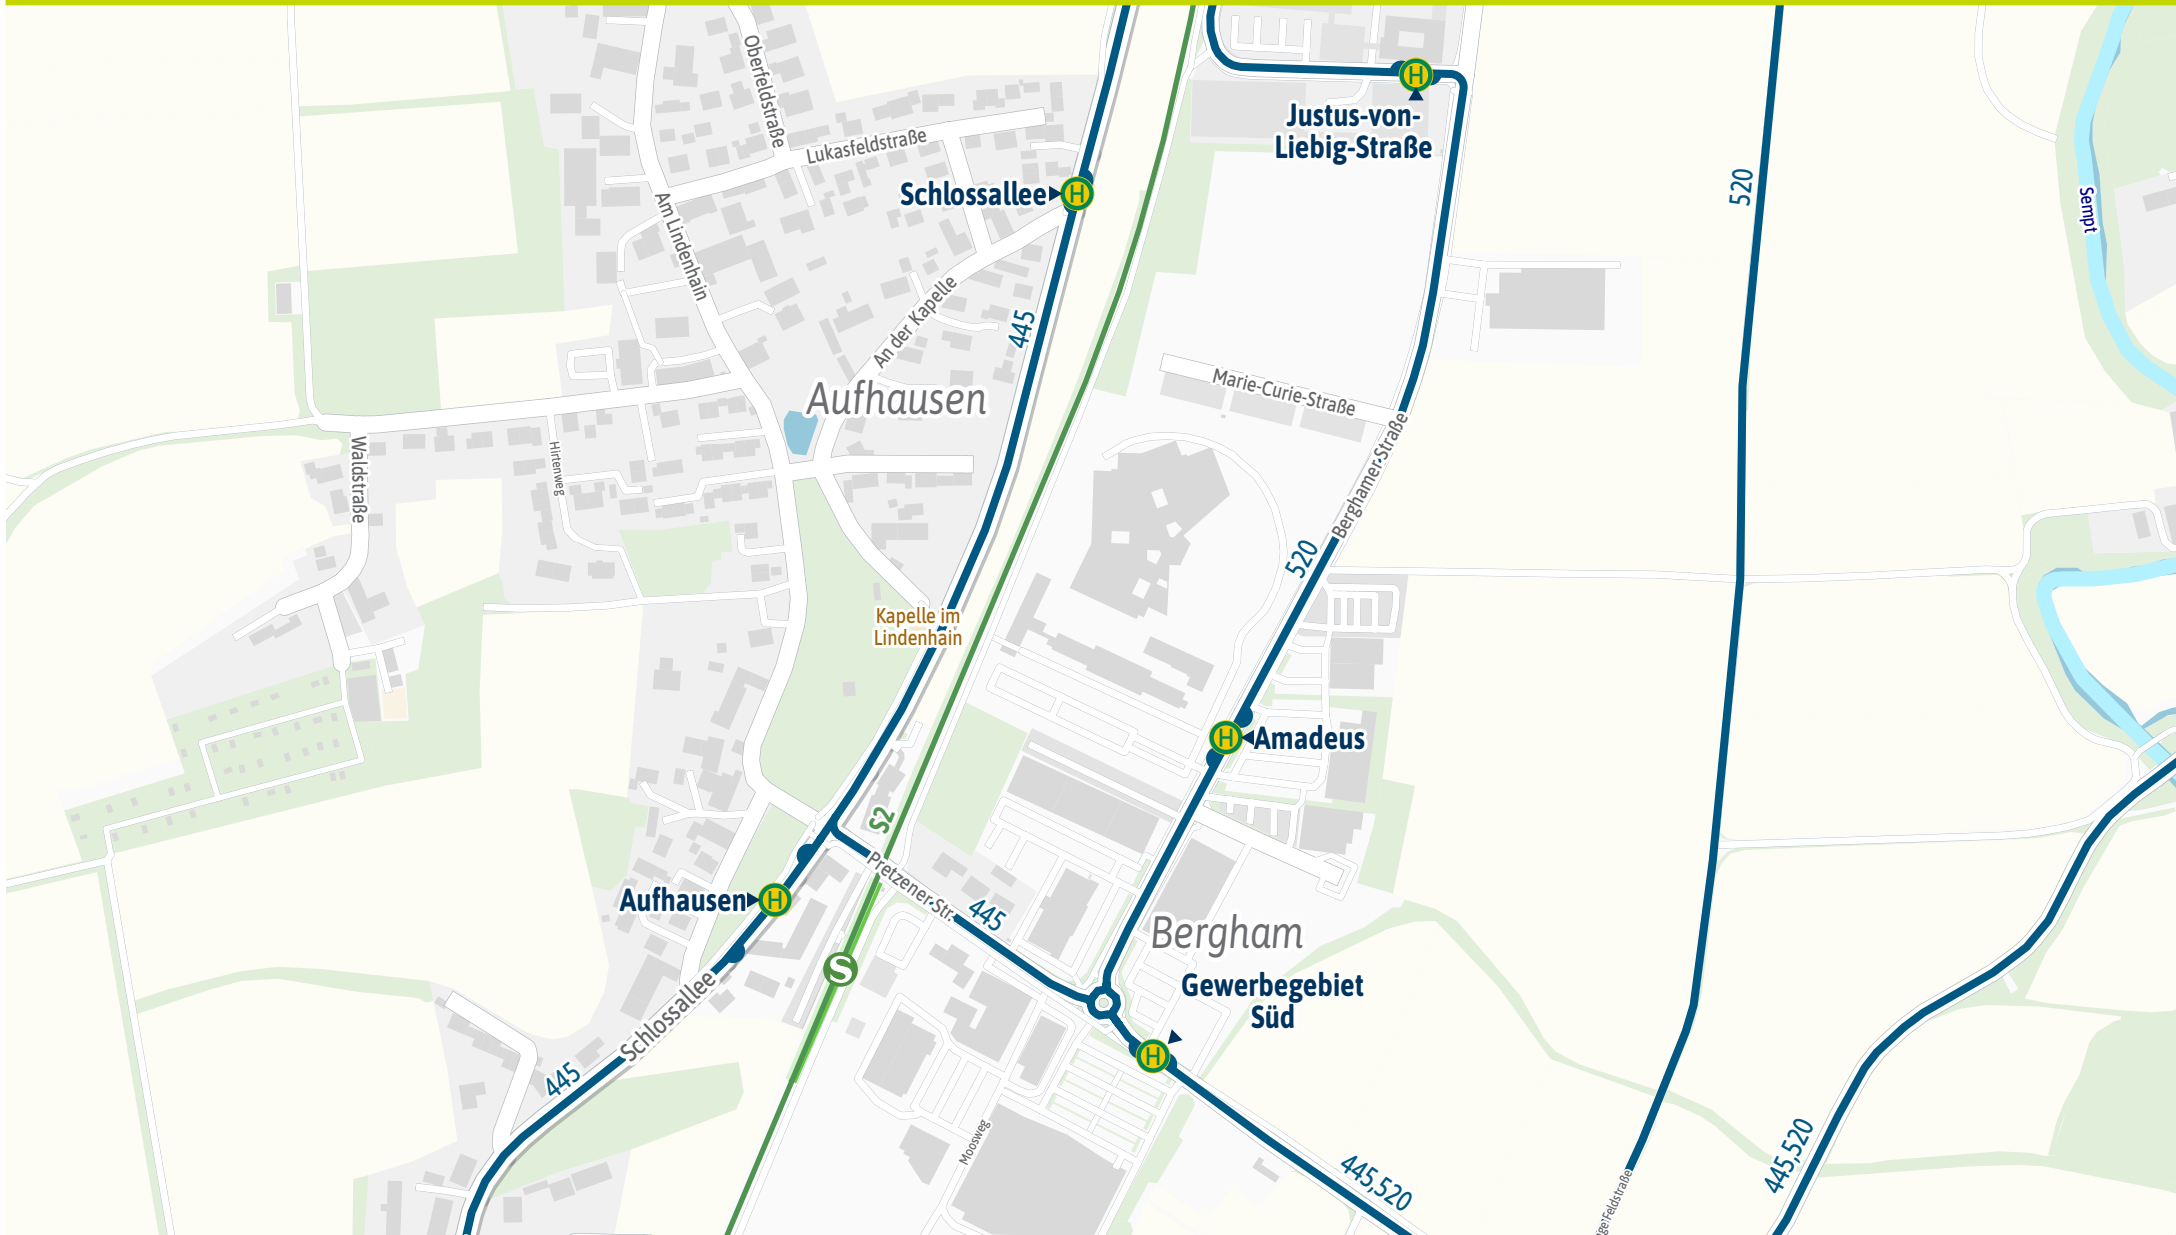 Oberfeldstraße
Lukasfeldstraße
Am Lindenhain
An der Kapelle
Schlossallee
H
H
Justus-von-
Liebig-Straße
520
Sempt
445
Aufhausen
Marie-Curie-Straße
Berghamer Straße
Waldstraße
Hirtenweg
520
Kapelle im
Lindenhain
H
Amadeus
S2
Pretzener Str.
445
Aufhausen
H
S
Bergham
Gewerbegebiet
Süd
H
Schlossallee
445
Moosweg
445,520
445,520